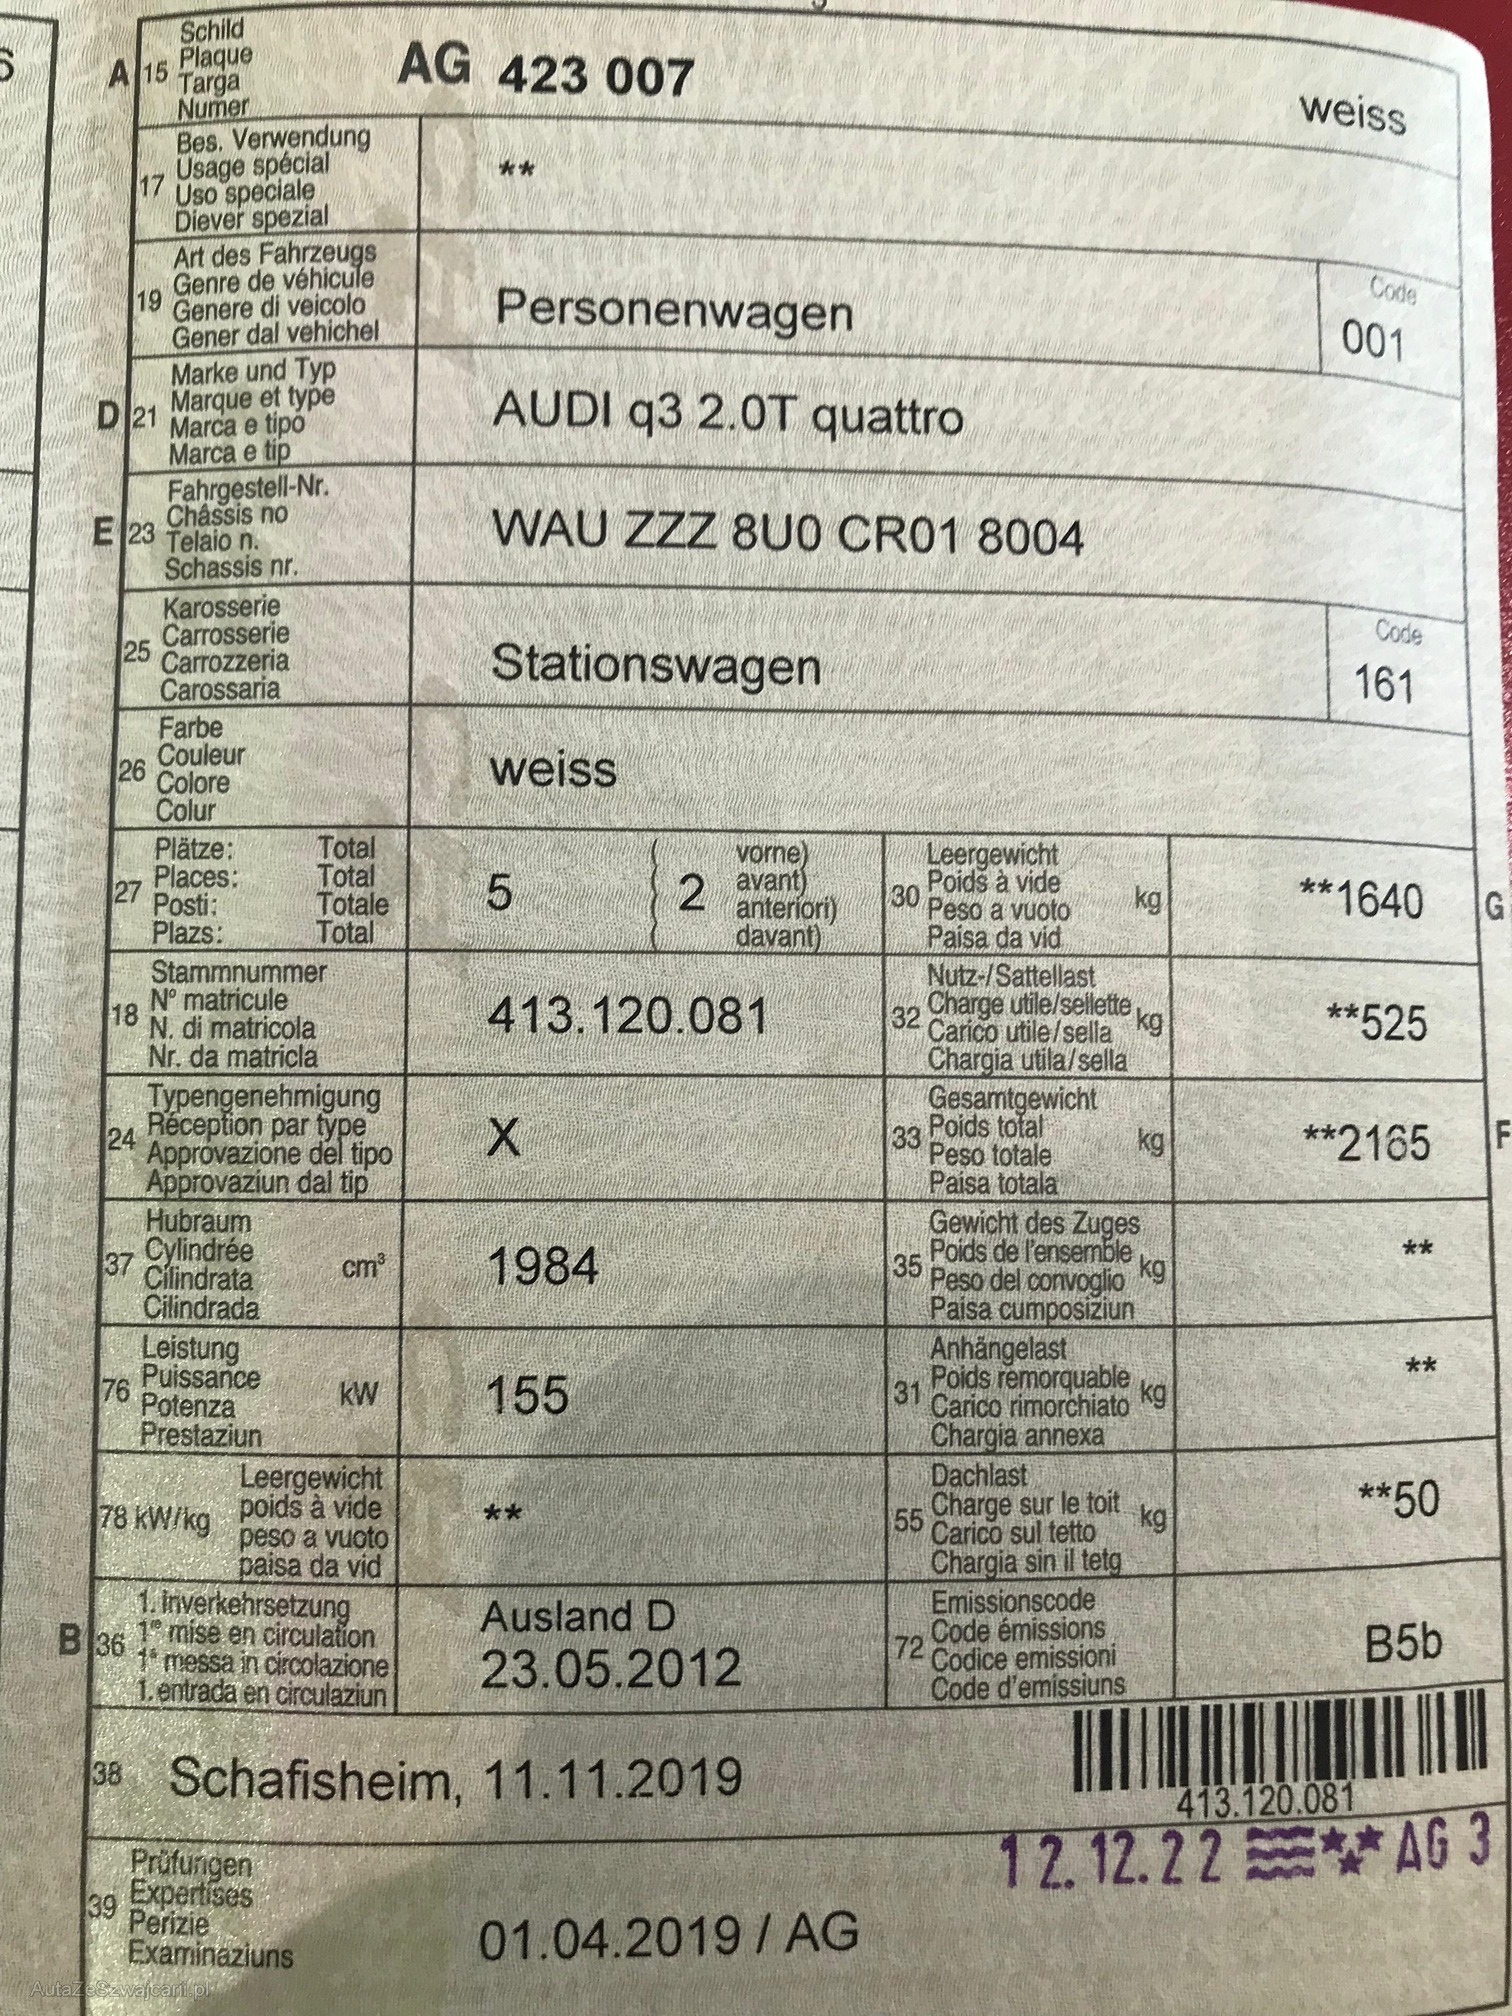 A 15 Schild
Plaque
Targa
Numer
AG 423 007
weiss
17 Bes. Verwendung
Usage spécial
Uso speciale
Diever spezial
**
19 Art des Fahrzeugs
Genre de véhicule
Genere di veicolo
Gener dal vehichel
Personenwagen
Code
001
D 21 Marke und Typ
Marque et type
Marca e tipo
Marca e tip
AUDI q3 2.0T quattro
E 23 Fahrgestell-Nr.
Châssis no
Telaio n.
Schassis nr.
WAU ZZZ 8U0 CR01 8004
25 Karosserie
Carrosserie
Carrozzeria
Carossaria
Stationswagen
Code
161
26 Farbe
Couleur
Colore
Colur
weiss
27 Plätze: Total
Places: Total
Posti: Totale
Plazs: Total
5
2
vorne)
avant)
anteriori)
davant)
30 Leergewicht
Poids à vide
Peso a vuoto
Paisa da vid
kg
**1640
G
18 Stammnummer
N° matricule
N. di matricola
Nr. da matricla
413.120.081
32 Nutz-/Sattellast
Charge utile/sellette
Carico utile/sella
Chargia utila/sella
kg
**525
24 Typengenehmigung
Réception par type
Approvazione del tipo
Approvaziun dal tip
X
33 Gesamtgewicht
Poids total
Peso totale
Paisa totala
kg
**2165
F
37 Hubraum
Cylindrée
Cilindrata
Cilindrada
cm³
1984
35 Gewicht des Zuges
Poids de l'ensemble
Peso del convoglio
Paisa cumposiziun
kg
**
76 Leistung
Puissance
Potenza
Prestaziun
kW
155
31 Anhängelast
Poids remorquable
Carico rimorchiato
Chargia annexa
kg
**
78 kW/kg
Leergewicht
poids à vide
peso a vuoto
paisa da vid
**
55 Dachlast
Charge sur le toit
Carico sul tetto
Chargia sin il tetg
kg
**50
B 36 1. Inverkehrsetzung
1re mise en circulation
1a messa in circolazione
1. entrada en circulaziun
Ausland D
23.05.2012
72 Emissionscode
Code émissions
Codice emissioni
Code d'emissiuns
B5b
38 Schafisheim, 11.11.2019
413.120.081
12.12.22 AG 3
39 Prüfungen
Expertises
Perizie
Examinaziuns
01.04.2019 / AG
AutaZeSzwajcarii.pl